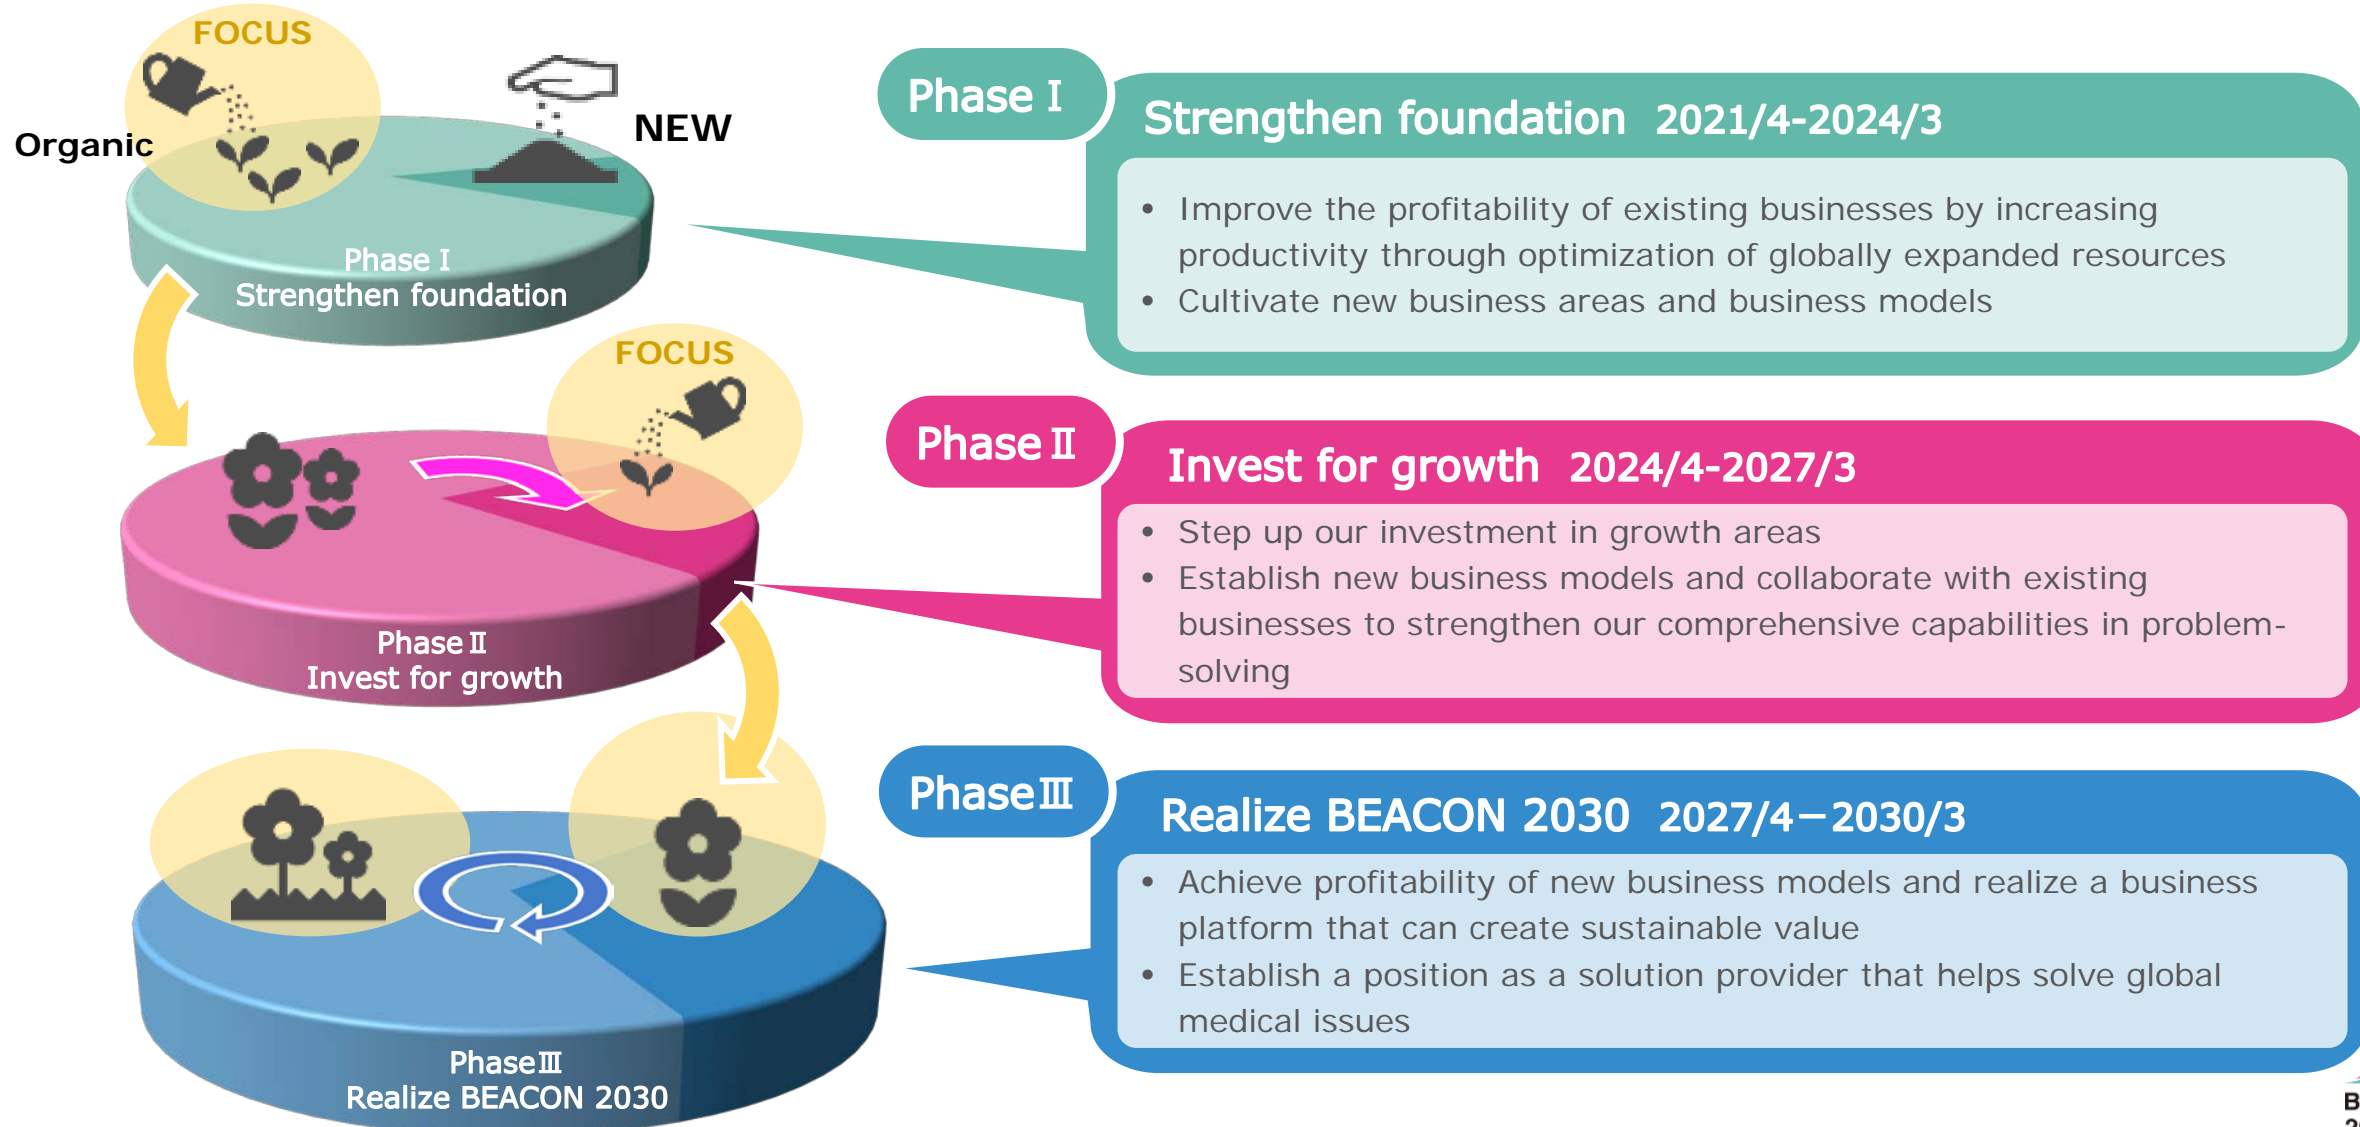 FOCUS
Organic
NEW
Phase Ⅰ
Strengthen foundation
FOCUS
Phase Ⅱ
Invest for growth
PhaseⅢ
Realize BEACON 2030
Phase Ⅰ
Strengthen foundation 2021/4-2024/3
• Improve the profitability of existing businesses by increasing
productivity through optimization of globally expanded resources
• Cultivate new business areas and business models
Phase Ⅱ
Invest for growth 2024/4-2027/3
• Step up our investment in growth areas
• Establish new business models and collaborate with existing
businesses to strengthen our comprehensive capabilities in problem-
solving
PhaseⅢ
Realize BEACON 2030 2027/4－2030/3
• Achieve profitability of new business models and realize a business
platform that can create sustainable value
• Establish a position as a solution provider that helps solve global
medical issues